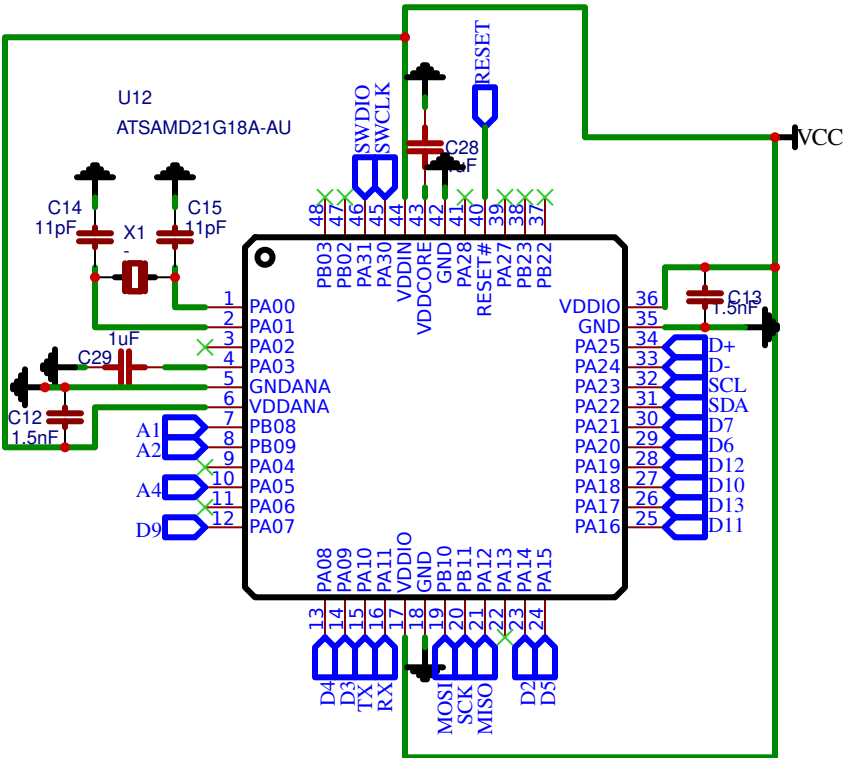 U12
ATSAMD21G18A-AU
RESET
SWDIO
SWCLK
C28
1uF
VCC
C14
11pF
C15
11pF
X1
-
48
47
46
45
44
43
42
41
40
39
38
37
PB03
PB02
PA31
PA30
VDDIN
VDDCORE
GND
PA28
RESET#
PA27
PB23
PB22
1 PA00
2 PA01
3 PA02
4 PA03
5 GNDANA
6 VDDANA
7 PB08
8 PB09
9 PA04
10 PA05
11 PA06
12 PA07
1uF
C29
C12
1.5nF
A1
A2
A4
D9
VDDIO 36
GND 35
PA25 34 D+
PA24 33 D-
PA23 32 SCL
PA22 31 SDA
PA21 30 D7
PA20 29 D6
PA19 28 D12
PA18 27 D10
PA17 26 D13
PA16 25 D11
C13
1.5nF
PA08
PA09
PA10
PA11
VDDIO
GND
PB10
PB11
PA12
PA13
PA14
PA15
13
14
15
16
17
18
19
20
21
22
23
24
D4
D3
TX
RX
MOSI
SCK
MISO
D2
D5